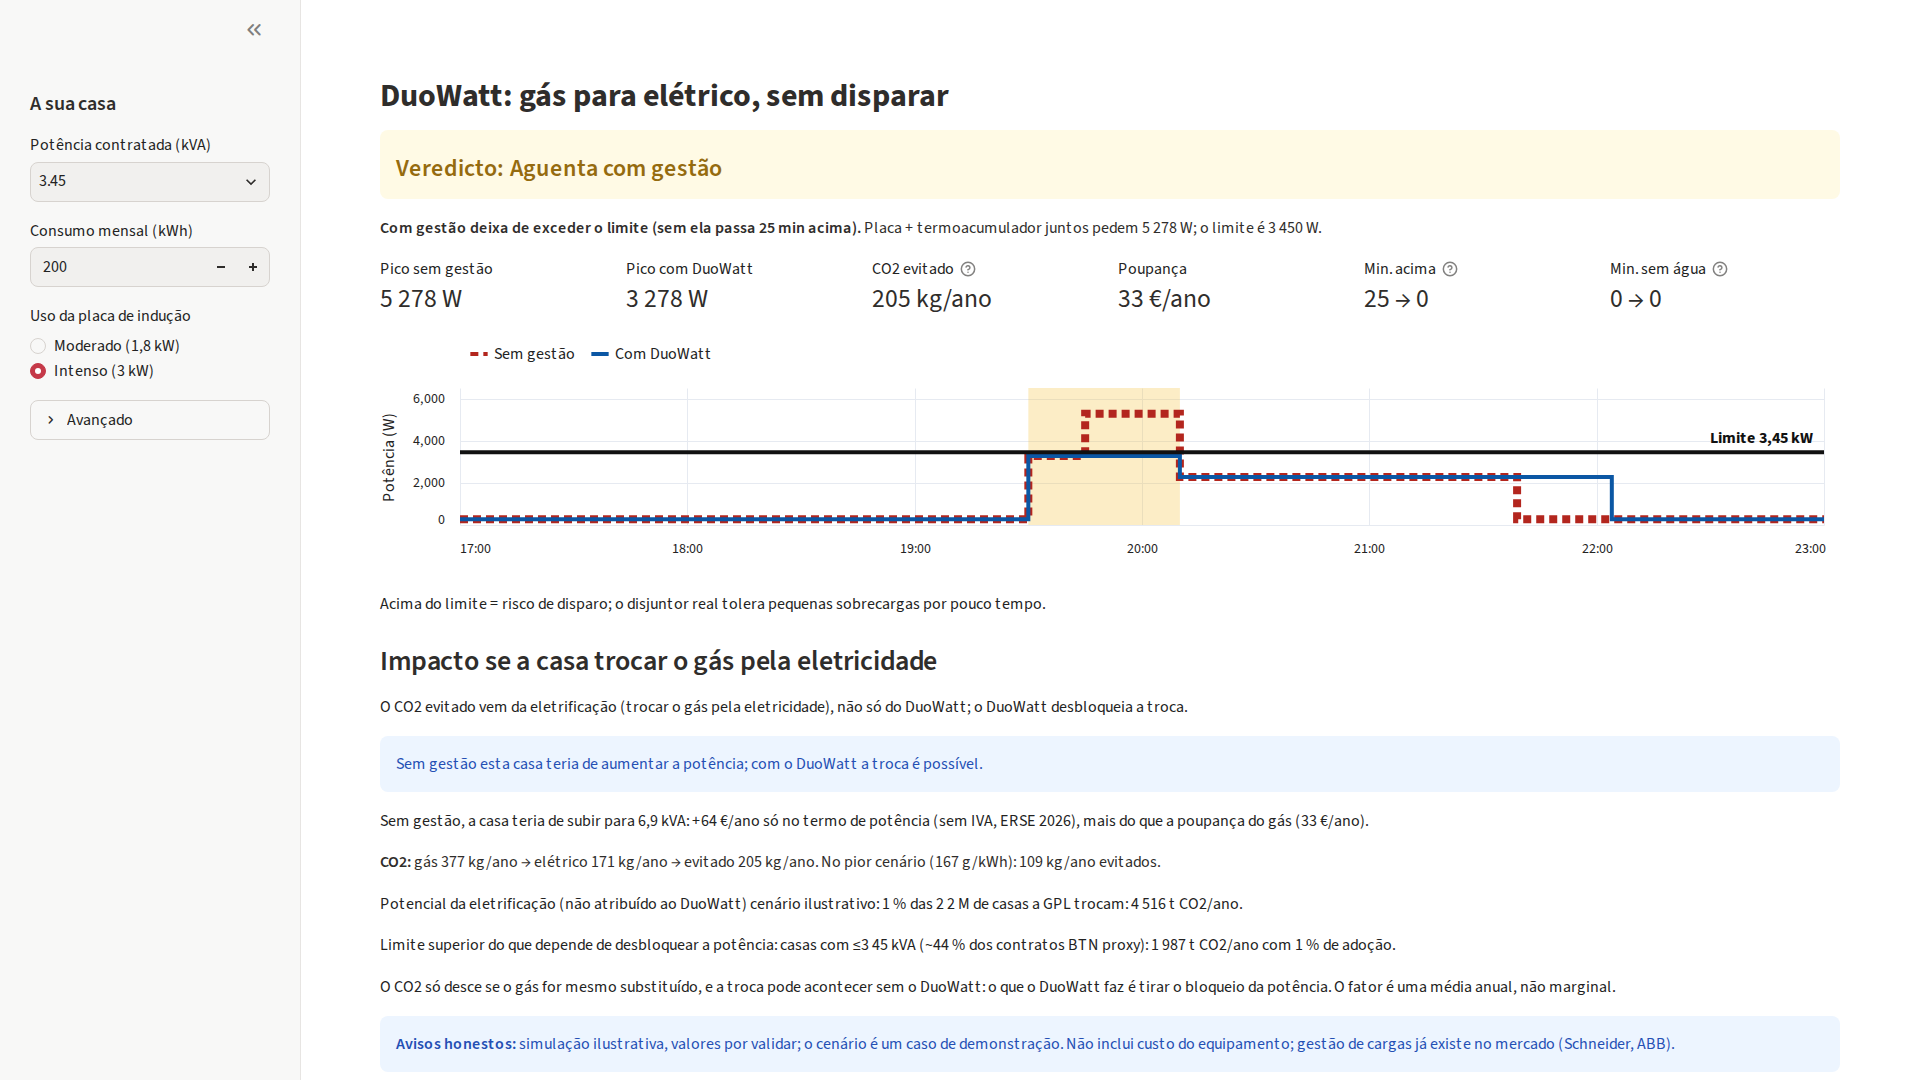 A sua casa
Potência contratada (kVA)
3.45
Consumo mensal (kWh)
200
Uso da placa de indução
Moderado (1,8 kW)
Intenso (3 kW)
Avançado
DuoWatt: gás para elétrico, sem disparar
Veredicto: Aguenta com gestão
Com gestão deixa de exceder o limite (sem ela passa 25 min acima). Placa + termoacumulador juntos pedem 5 278 W; o limite é 3 450 W.
Pico sem gestão
5 278 W
Pico com DuoWatt
3 278 W
CO2 evitado
205 kg/ano
Poupança
33 €/ano
Min. acima
25 → 0
Min. sem água
0 → 0
Sem gestão
Com DuoWatt
Potência (W)
6,000
4,000
2,000
0
Limite 3,45 kW
17:00
18:00
19:00
20:00
21:00
22:00
23:00
Acima do limite = risco de disparo; o disjuntor real tolera pequenas sobrecargas por pouco tempo.
Impacto se a casa trocar o gás pela eletricidade
O CO2 evitado vem da eletrificação (trocar o gás pela eletricidade), não só do DuoWatt; o DuoWatt desbloqueia a troca.
Sem gestão esta casa teria de aumentar a potência; com o DuoWatt a troca é possível.
Sem gestão, a casa teria de subir para 6,9 kVA: +64 €/ano só no termo de potência (sem IVA, ERSE 2026), mais do que a poupança do gás (33 €/ano).
CO2: gás 377 kg/ano → elétrico 171 kg/ano → evitado 205 kg/ano. No pior cenário (167 g/kWh): 109 kg/ano evitados.
Potencial da eletrificação (não atribuído ao DuoWatt) cenário ilustrativo: 1 % das 2 2 M de casas a GPL trocam: 4 516 t CO2/ano.
Limite superior do que depende de desbloquear a potência: casas com ≤3 45 kVA (~44 % dos contratos BTN proxy): 1 987 t CO2/ano com 1 % de adoção.
O CO2 só desce se o gás for mesmo substituído, e a troca pode acontecer sem o DuoWatt: o que o DuoWatt faz é tirar o bloqueio da potência. O fator é uma média anual, não marginal.
Avisos honestos: simulação ilustrativa, valores por validar; o cenário é um caso de demonstração. Não inclui custo do equipamento; gestão de cargas já existe no mercado (Schneider, ABB).